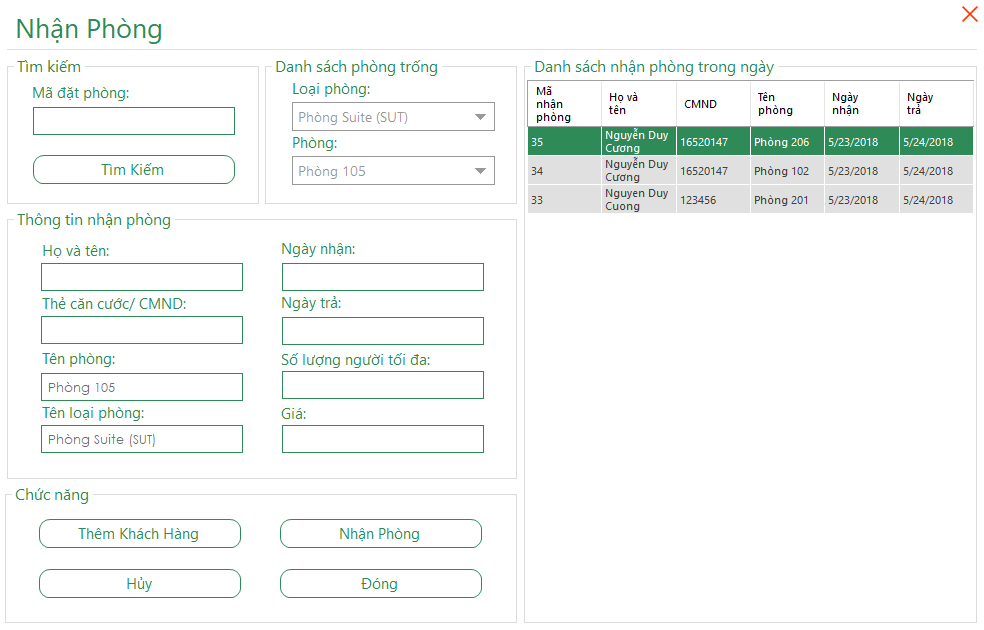 Nhận Phòng
Tìm kiếm
Mã đặt phòng:
Tìm Kiếm
Danh sách phòng trống
Loại phòng:
Phòng Suite (SUT)
Phòng:
Phòng 105
Thông tin nhận phòng
Họ và tên:
Ngày nhận:
Thẻ căn cước/ CMND:
Ngày trả:
Tên phòng:
Số lượng người tối đa:
Phòng 105
Tên loại phòng:
Giá:
Phòng Suite (SUT)
Chức năng
Thêm Khách Hàng
Nhận Phòng
Hủy
Đóng
Danh sách nhận phòng trong ngày
Mã nhận phòng
Họ và tên
CMND
Tên phòng
Ngày nhận
Ngày trả
35 Nguyễn Duy Cương 16520147 Phòng 206 5/23/2018 5/24/2018
34 Nguyễn Duy Cương 16520147 Phòng 102 5/23/2018 5/24/2018
33 Nguyen Duy Cuong 123456 Phòng 201 5/23/2018 5/24/2018